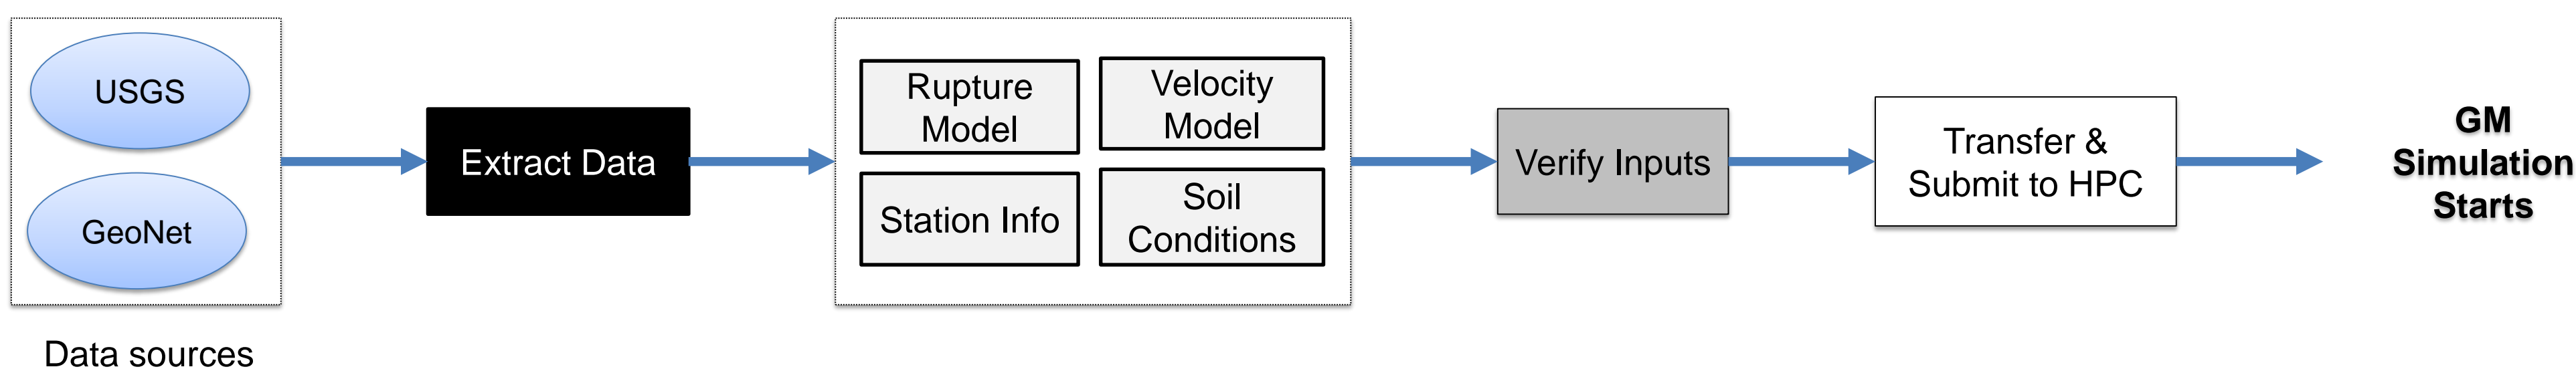 USGS
GeoNet
Data sources
Extract Data
Rupture
Model
Velocity
Model
Station Info
Soil
Conditions
Verify Inputs
Transfer &
Submit to HPC
GM
Simulation
Starts